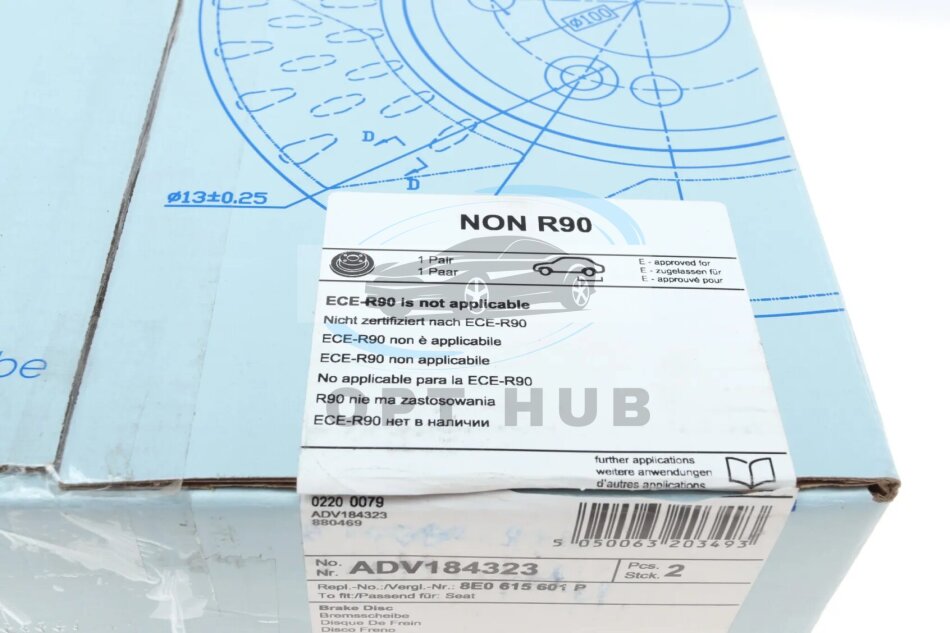 ø100
D
D
ø13±0.25
be
NON R90
1 Pair
1 Paar
E - approved for
E - zugelassen für
E - approuvé pour
ECE-R90 is not applicable
Nicht zertifiziert nach ECE-R90
ECE-R90 non è applicabile
ECE-R90 non applicabile
No applicable para la ECE-R90
R90 nie ma zastosowania
OPT HUB
ECE-R90 нет в наличии
further applications
weitere anwendungen
d'autres applications
0220 0079
ADV184323
880469
5 050063 203493
No.
Nr. ADV184323
Pcs.
Stck. 2
Repl.-No./Vergl.-Nr.: 8E0 615 601 P
To fit:/Passend für: Seat
Brake Disc
Bremsscheibe
Disque De Frein
Disco Freno